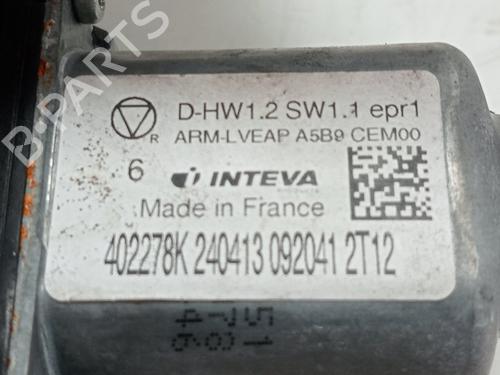 D-HW1.2 SW1.1 epr1
R ARM-LVEAP A5B9 CEM00
6 INTEVA
Made in France
402278K 240413 092041 2T12
B-PARTS